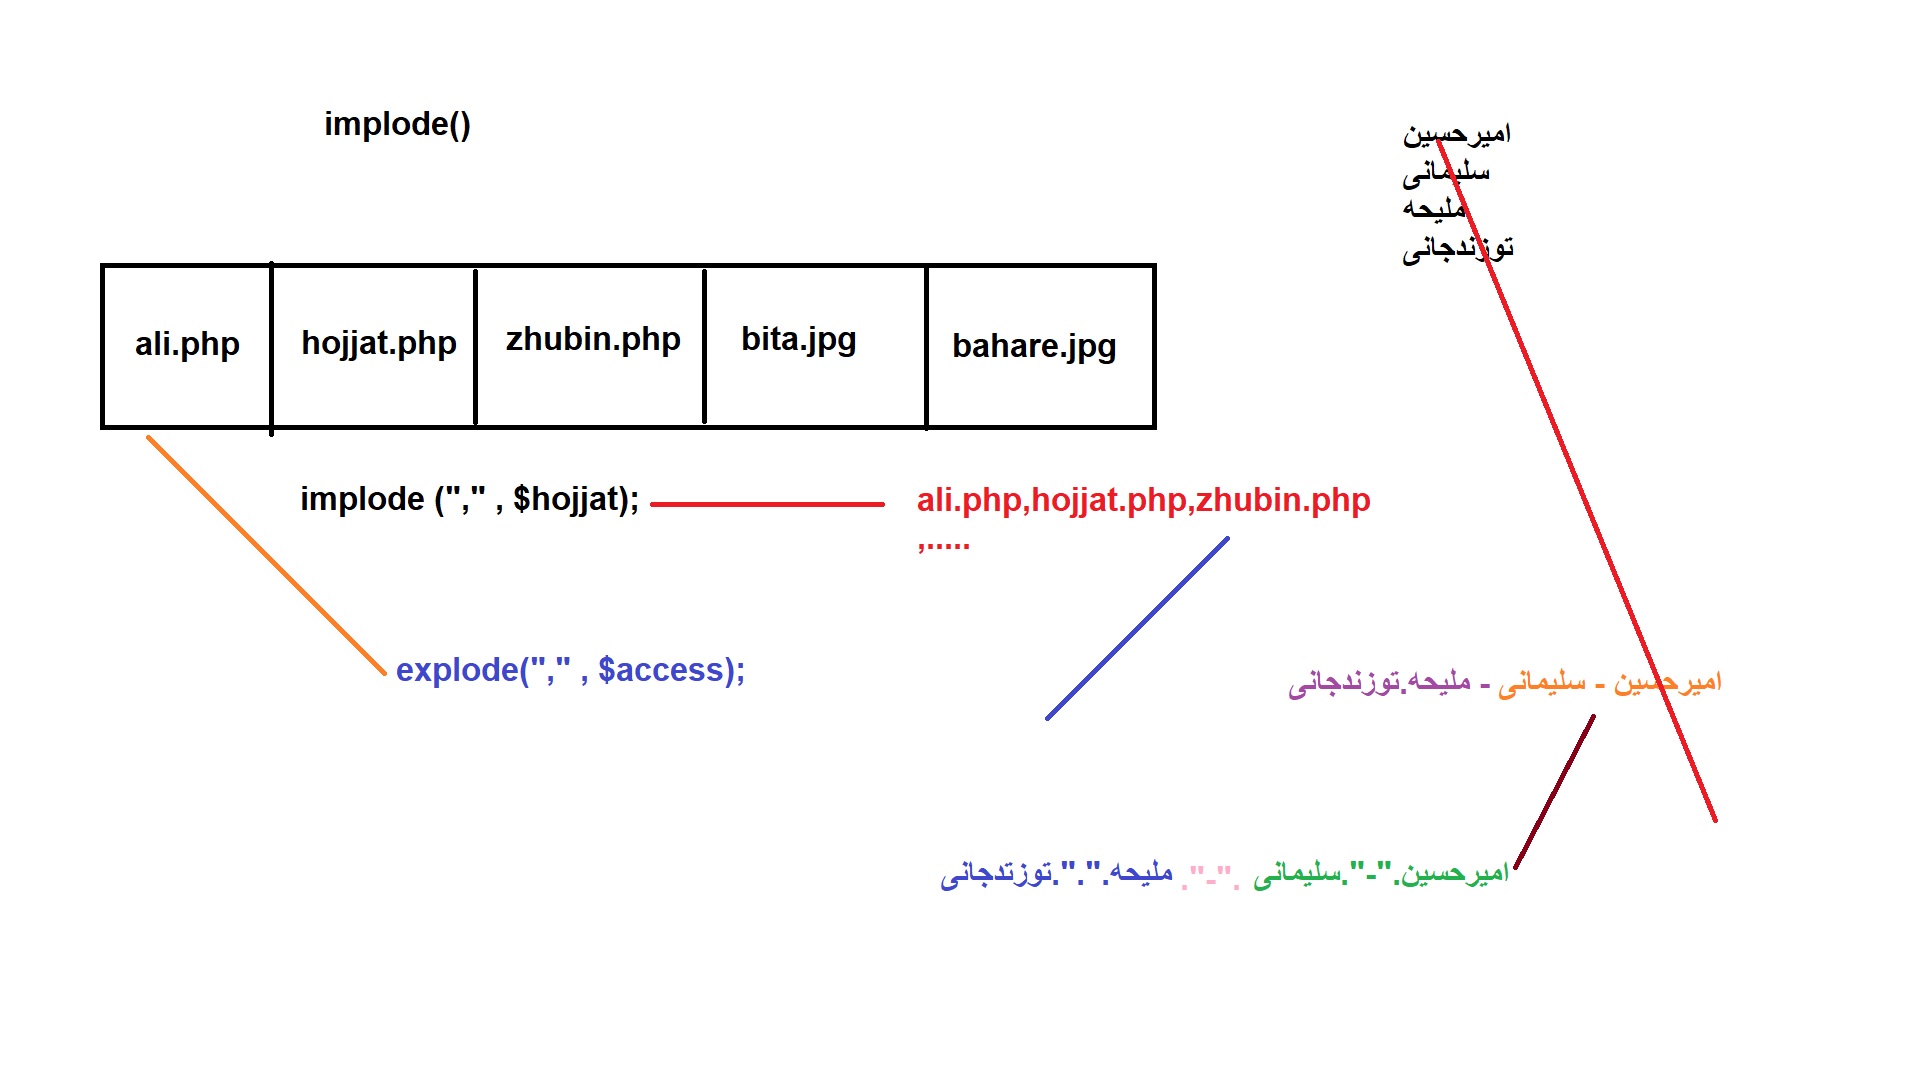 implode()
امیرحسین
سلیمانی
ملیحه
توزندجانی
ali.php hojjat.php zhubin.php bita.jpg bahare.jpg
implode ("," , $hojjat); ali.php,hojjat.php,zhubin.php
,.....
explode("," , $access);
امیرحسین - سلیمانی - ملیحه.توزندجانی
امیرحسین."-".سلیمانی ."-". ملیحه.".".توزتدجانی